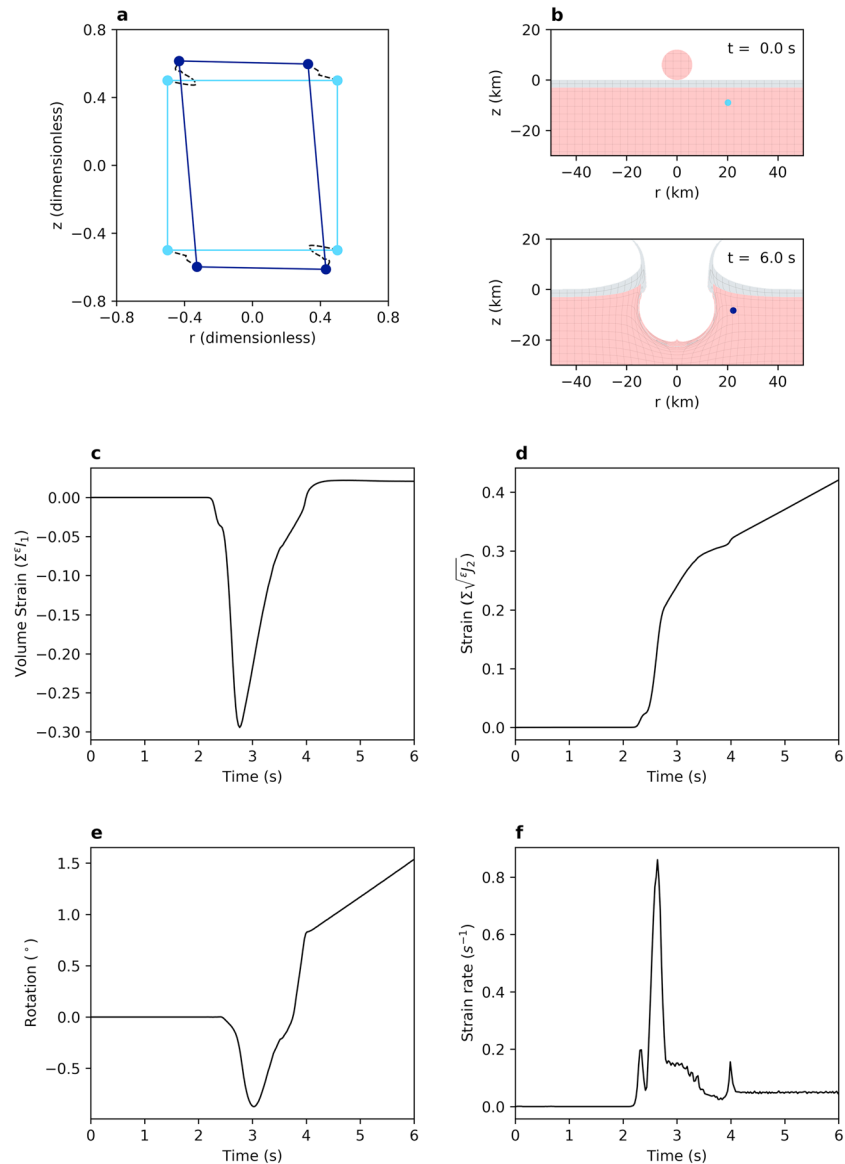 a
0.8
0.4
0.0
−0.4
−0.8
z (dimensionless)
−0.8 −0.4 0.0 0.4 0.8
r (dimensionless)
b
t = 0.0 s
20
0
−20
z (km)
−40 −20 0 20 40
r (km)
t = 6.0 s
20
0
−20
z (km)
−40 −20 0 20 40
r (km)
c
0.00
−0.05
−0.10
−0.15
−0.20
−0.25
−0.30
Volume Strain (Σ^εI₁)
0 1 2 3 4 5 6
Time (s)
d
0.4
0.3
0.2
0.1
0.0
Strain (Σ√^εJ₂)
0 1 2 3 4 5 6
Time (s)
e
1.5
1.0
0.5
0.0
−0.5
Rotation (°)
0 1 2 3 4 5 6
Time (s)
f
0.8
0.6
0.4
0.2
0.0
Strain rate (s⁻¹)
0 1 2 3 4 5 6
Time (s)